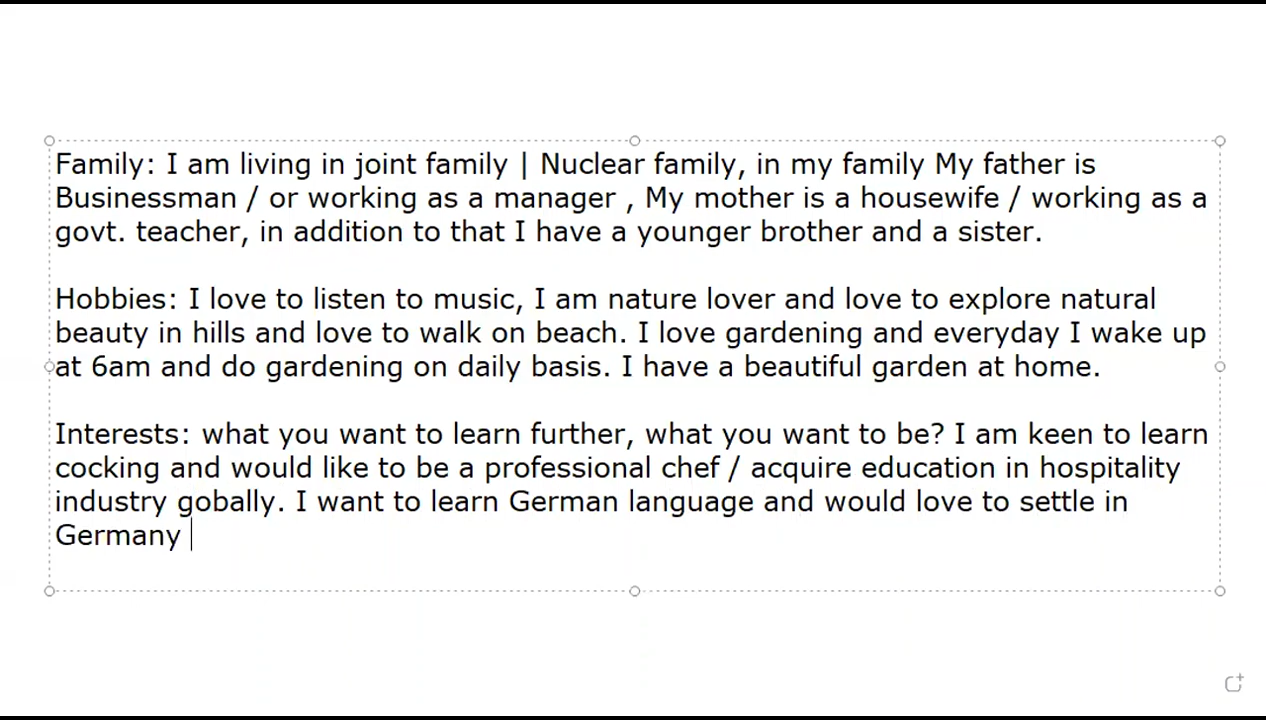 Family: I am living in joint family | Nuclear family, in my family My father is
Businessman / or working as a manager , My mother is a housewife / working as a
govt. teacher, in addition to that I have a younger brother and a sister.
Hobbies: I love to listen to music, I am nature lover and love to explore natural
beauty in hills and love to walk on beach. I love gardening and everyday I wake up
at 6am and do gardening on daily basis. I have a beautiful garden at home.
Interests: what you want to learn further, what you want to be? I am keen to learn
cocking and would like to be a professional chef / acquire education in hospitality
industry gobally. I want to learn German language and would love to settle in
Germany